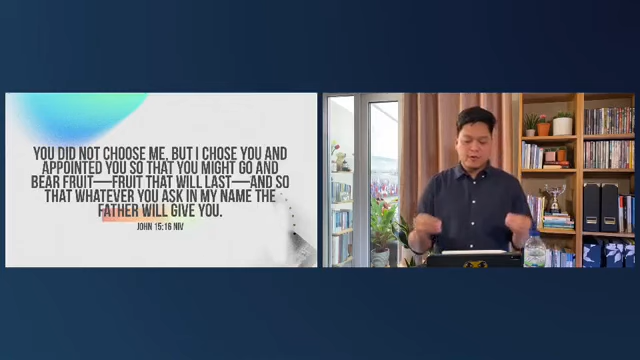 YOU DID NOT CHOOSE ME, BUT I CHOSE YOU AND
APPOINTED YOU SO THAT YOU MIGHT GO AND
BEAR FRUIT—FRUIT THAT WILL LAST—AND SO
THAT WHATEVER YOU ASK IN MY NAME THE
FATHER WILL GIVE YOU.
JOHN 15:16 NIV